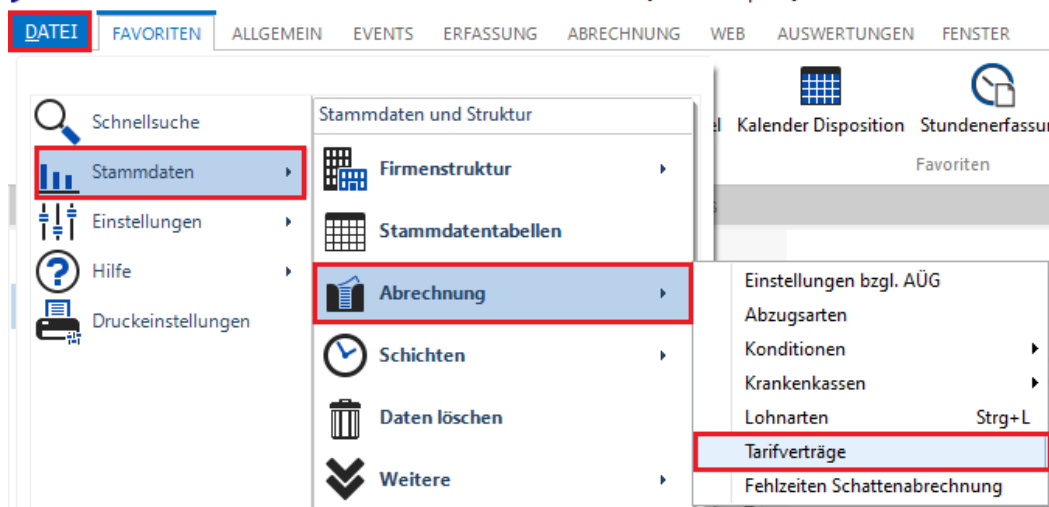 DATEI FAVORITEN ALLGEMEIN EVENTS ERFASSUNG ABRECHNUNG WEB AUSWERTUNGEN FENSTER
Kalender Disposition Stundenerfassu
Favoriten
Schnellsuche
Stammdaten
Einstellungen
Hilfe
Druckeinstellungen
Stammdaten und Struktur
Firmenstruktur
Stammdatentabellen
Abrechnung
Schichten
Daten löschen
Weitere
Einstellungen bzgl. AÜG
Abzugsarten
Konditionen
Krankenkassen
Lohnarten Strg+L
Tarifverträge
Fehlzeiten Schattenabrechnung